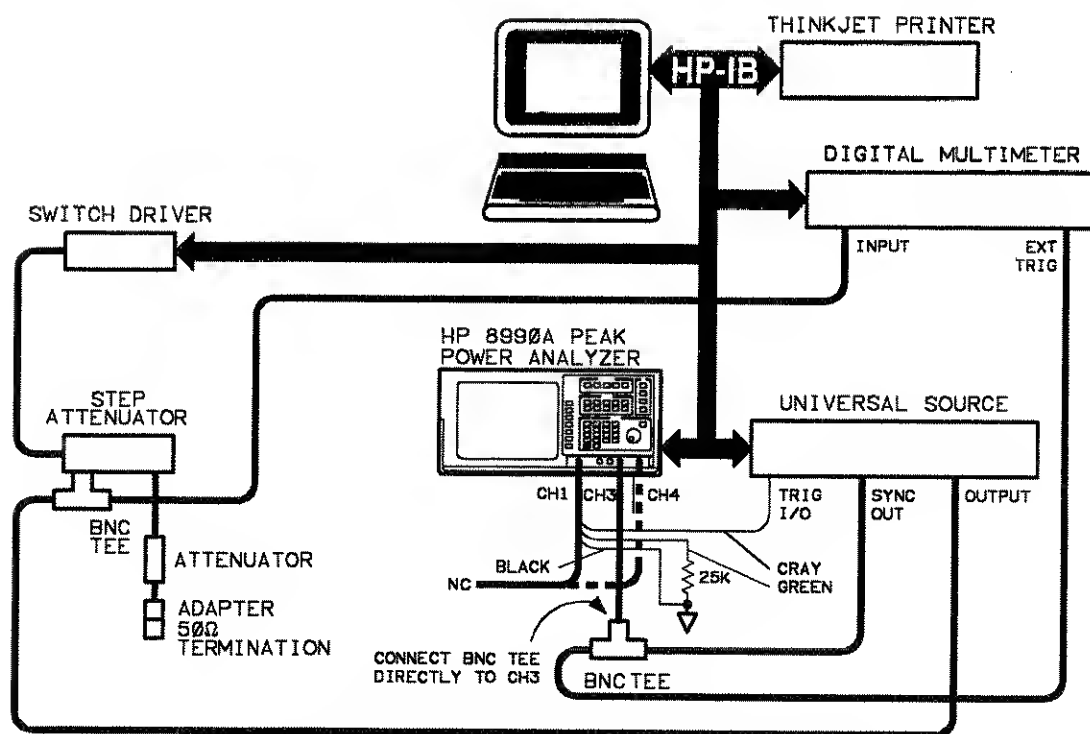 THINKJET PRINTER
HP-IB
DIGITAL MULTIMETER
SWITCH DRIVER
INPUT
EXT
TRIG
HP 8990A PEAK
POWER ANALYZER
STEP
ATTENUATOR
UNIVERSAL SOURCE
CH1
CH3
CH4
TRIG
I/O
SYNC
OUT
OUTPUT
BNC
TEE
ATTENUATOR
BLACK
NC
25K
CRAY
GREEN
ADAPTER
50Ω
TERMINATION
CONNECT BNC TEE
DIRECTLY TO CH3
BNC TEE